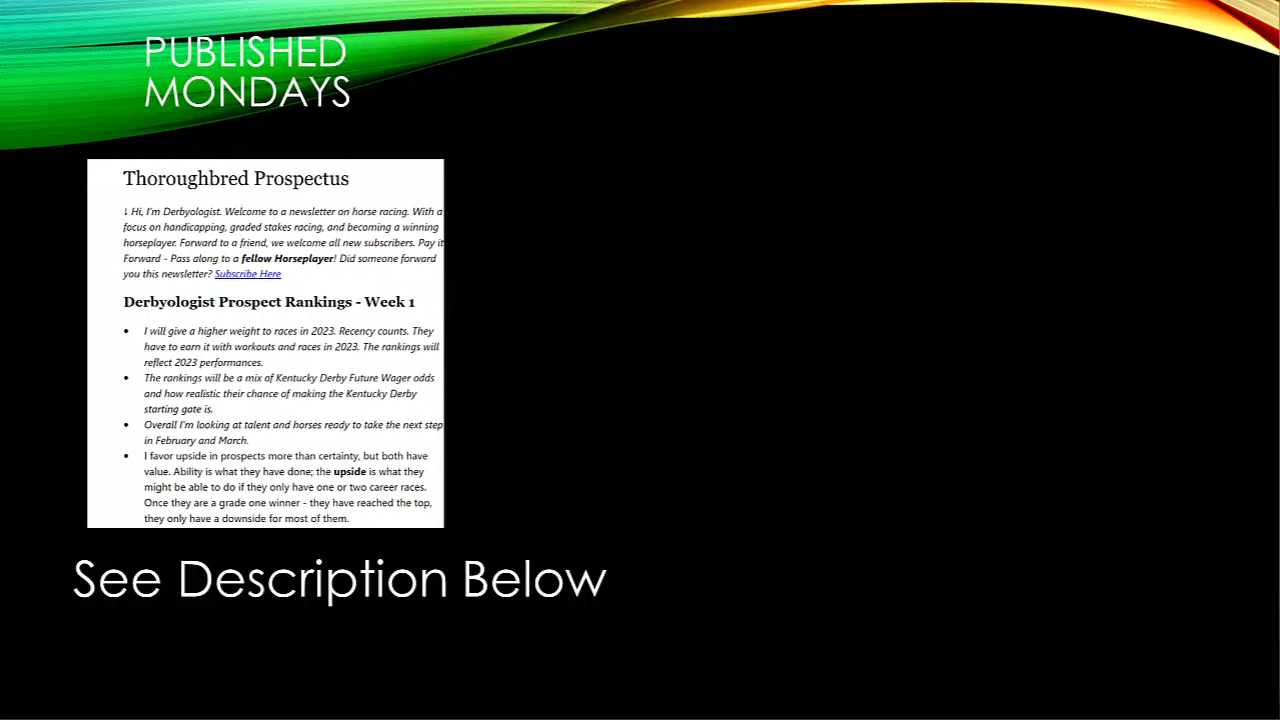 PUBLISHED
MONDAYS
Thoroughbred Prospectus
Hi, I'm Derbyologist. Welcome to a newsletter on horse racing. With a
focus on handicapping, graded stakes racing, and becoming a winning
horseplayer. Forward to a friend, we welcome all new subscribers. Pay it
Forward - Pass along to a fellow Horseplayer! Did someone forward
you this newsletter? Subscribe Here
Derbyologist Prospect Rankings - Week 1
• I will give a higher weight to races in 2023. Recency counts. They
have to earn it with workouts and races in 2023. The rankings will
reflect 2023 performances.
• The rankings will be a mix of Kentucky Derby Future Wager odds
and how realistic their chance of making the Kentucky Derby
starting gate is.
• Overall I'm looking at talent and horses ready to take the next step
in February and March.
• I favor upside in prospects more than certainty, but both have
value. Ability is what they have done; the upside is what they
might be able to do if they only have one or two career races.
Once they are a grade one winner - they have reached the top,
they only have a downside for most of them.
See Description Below